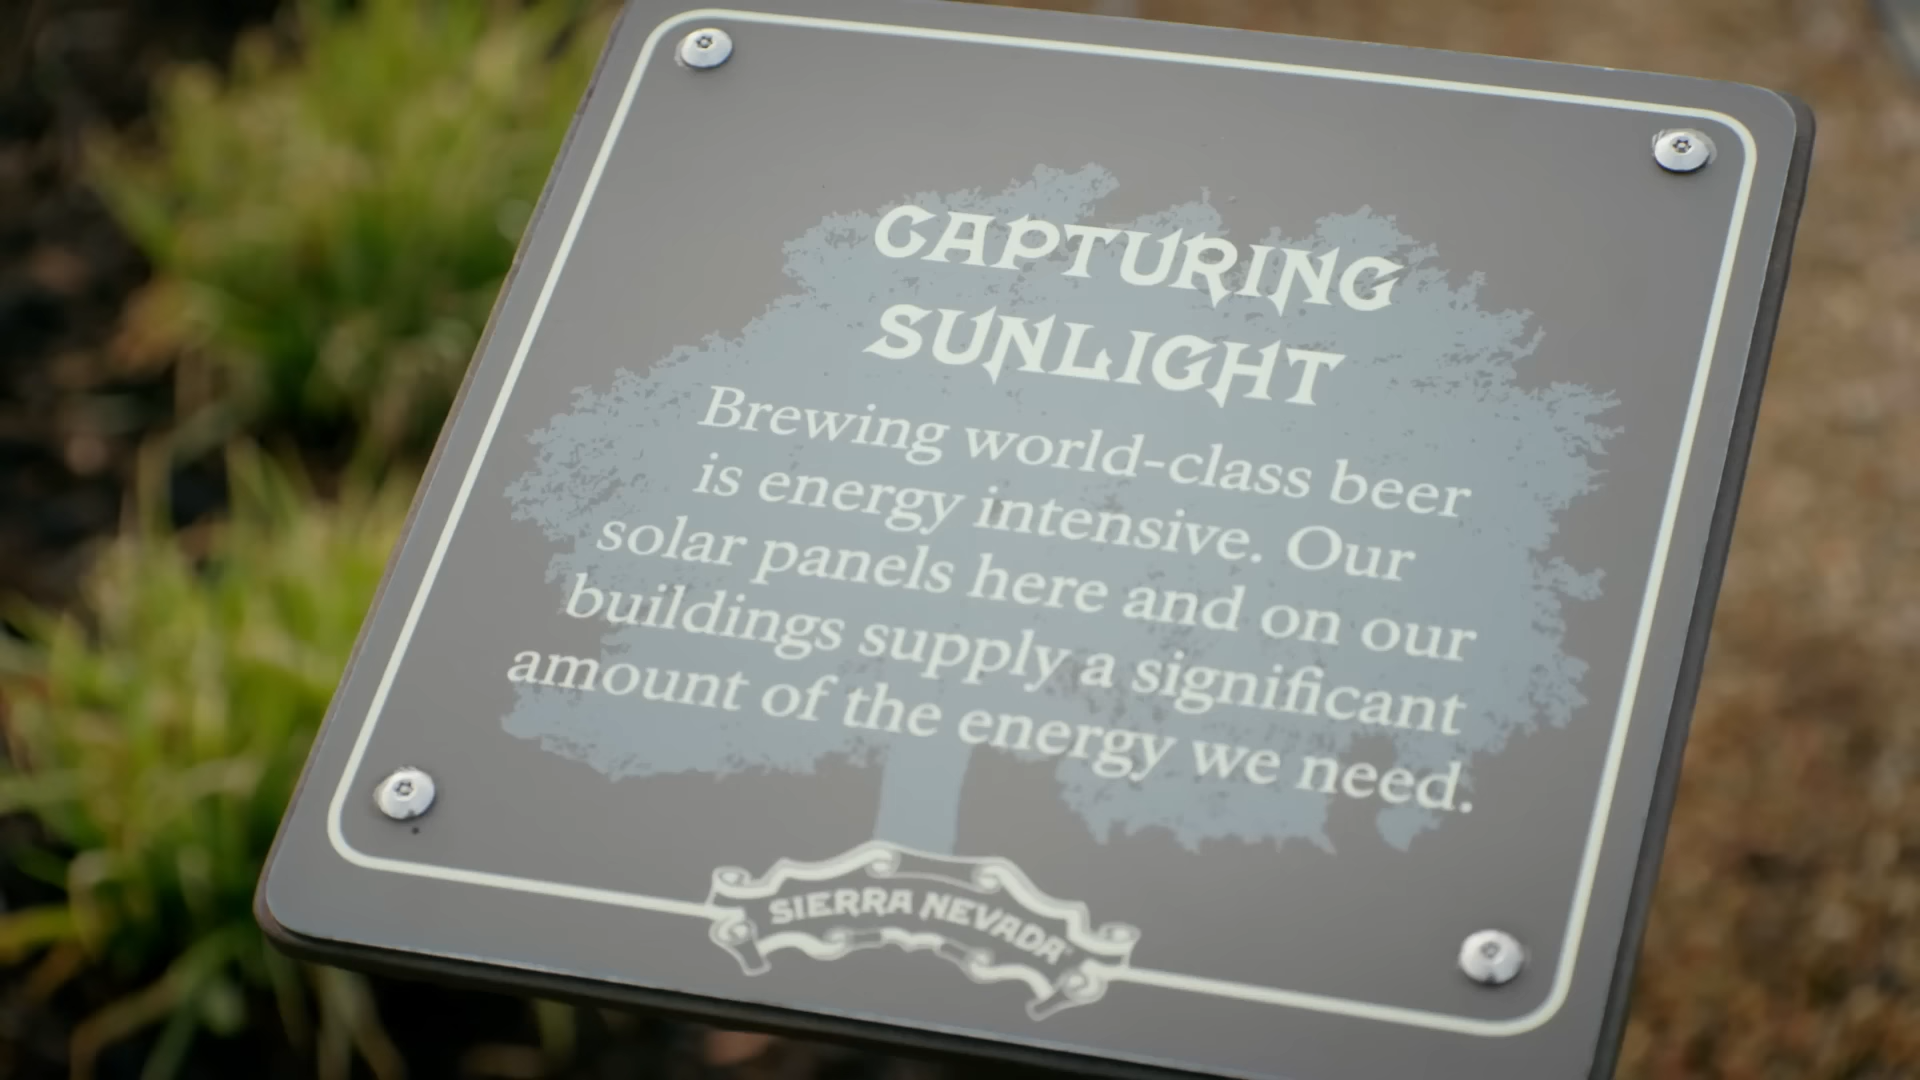 CAPTURING
SUNLIGHT
Brewing world-class beer
is energy intensive. Our
solar panels here and on our
buildings supply a significant
amount of the energy we need.
SIERRA NEVADA